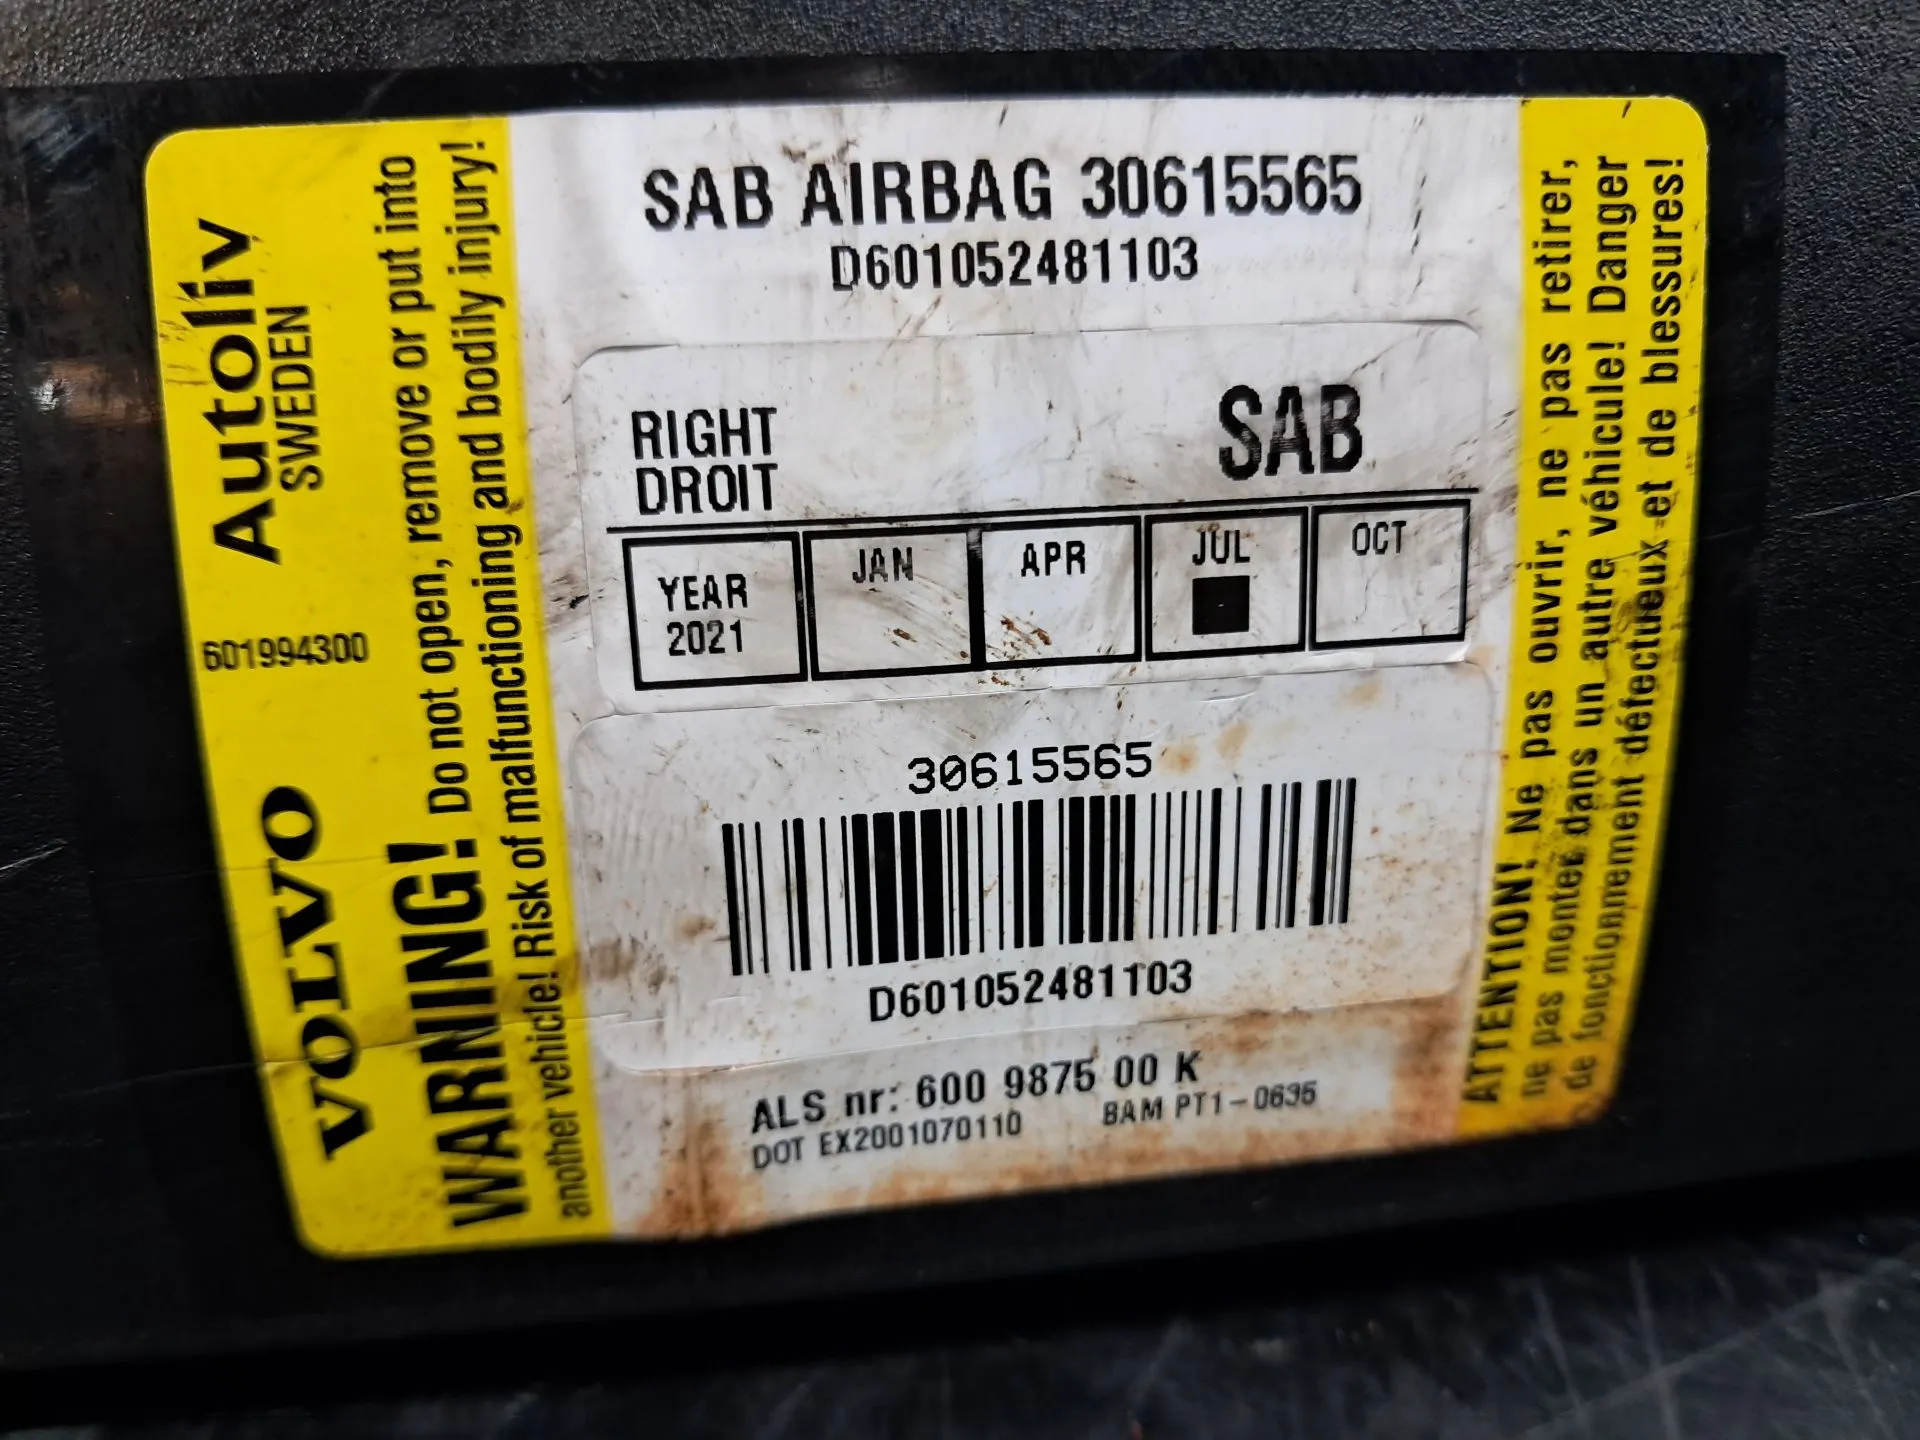 Autoliv
SWEDEN
601994300
VOLVO
WARNING! Do not open, remove or put into
another vehicle! Risk of malfunctioning and bodily injury!
SAB AIRBAG 30615565
D601052481103
RIGHT
DROIT
SAB
YEAR
2021
JAN
APR
JUL
OCT
30615565
D601052481103
ALS nr: 600 9875 00 K
DOT EX2001070110 BAM PT1-0635
ATTENTION! Ne pas ouvrir, ne pas retirer,
ne pas monter dans un autre véhicule! Danger
de fonctionnement défectueux et de blessures!